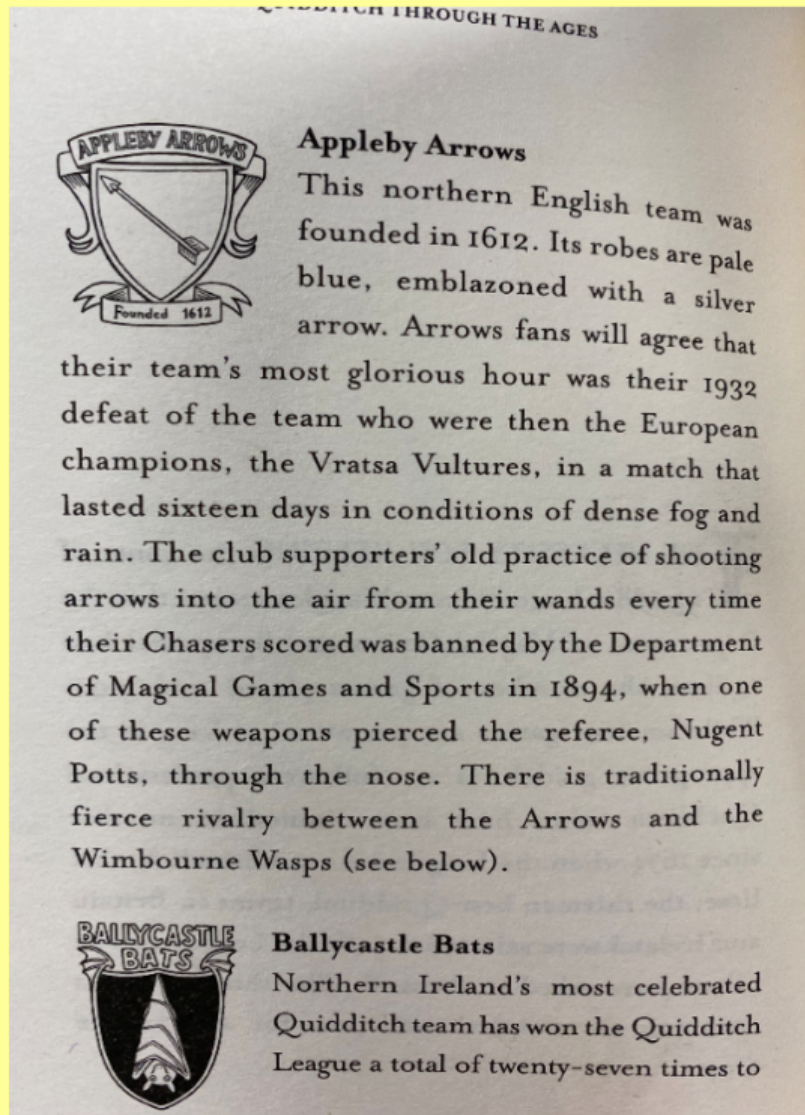 QUIDDITCH THROUGH THE AGES
APPLEBY ARROWS
Founded 1612
Appleby Arrows
This northern English team was
founded in 1612. Its robes are pale
blue, emblazoned with a silver
arrow. Arrows fans will agree that
their team's most glorious hour was their 1932
defeat of the team who were then the European
champions, the Vratsa Vultures, in a match that
lasted sixteen days in conditions of dense fog and
rain. The club supporters' old practice of shooting
arrows into the air from their wands every time
their Chasers scored was banned by the Department
of Magical Games and Sports in 1894, when one
of these weapons pierced the referee, Nugent
Potts, through the nose. There is traditionally
fierce rivalry between the Arrows and the
Wimbourne Wasps (see below).
BALLYCASTLE
BATS
Ballycastle Bats
Northern Ireland's most celebrated
Quidditch team has won the Quidditch
League a total of twenty-seven times to